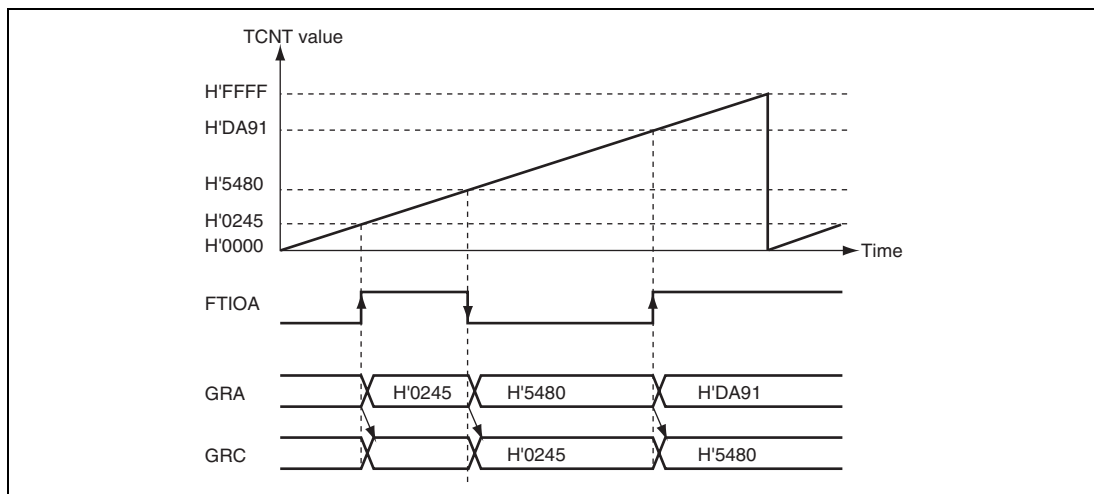 TCNT value
H'FFFF
H'DA91
H'5480
H'0245
H'0000
Time
FTIOA
GRA
H'0245
H'5480
H'DA91
GRC
H'0245
H'5480